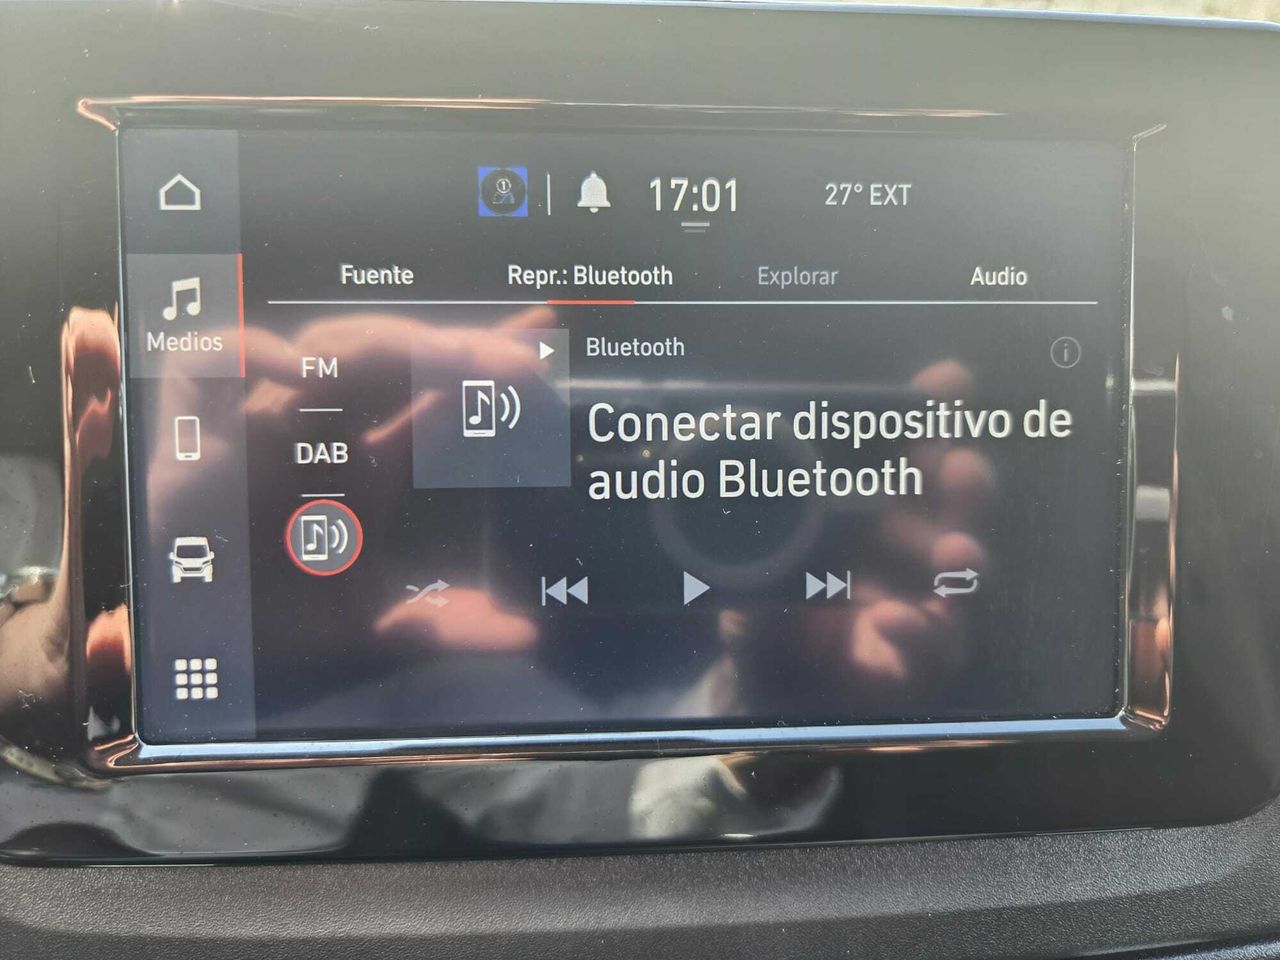 17:01
27° EXT
Fuente
Repr.: Bluetooth
Explorar
Audio
Medios
FM
DAB
Bluetooth
Conectar dispositivo de
audio Bluetooth